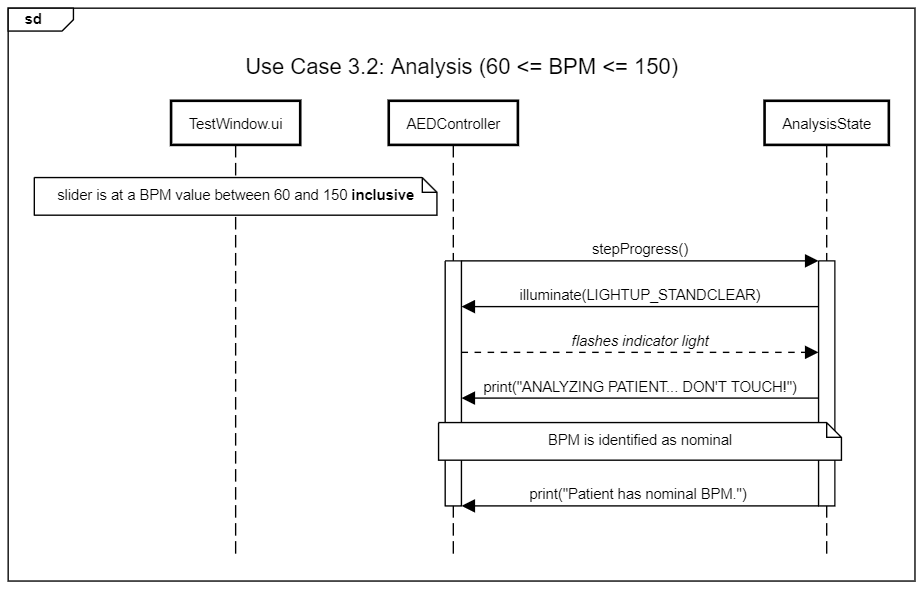 sd
Use Case 3.2: Analysis (60 <= BPM <= 150)
TestWindow.ui
AEDController
AnalysisState
slider is at a BPM value between 60 and 150 inclusive
stepProgress()
illuminate(LIGHTUP_STANDCLEAR)
flashes indicator light
print("ANALYZING PATIENT... DON'T TOUCH!")
BPM is identified as nominal
print("Patient has nominal BPM.")